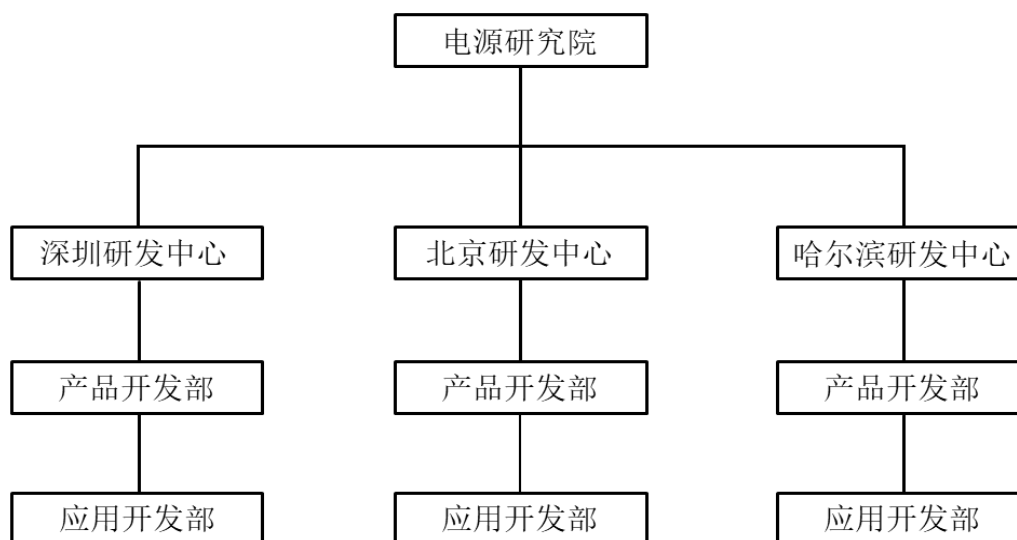 电源研究院
深圳研发中心
北京研发中心
哈尔滨研发中心
产品开发部
产品开发部
产品开发部
应用开发部
应用开发部
应用开发部